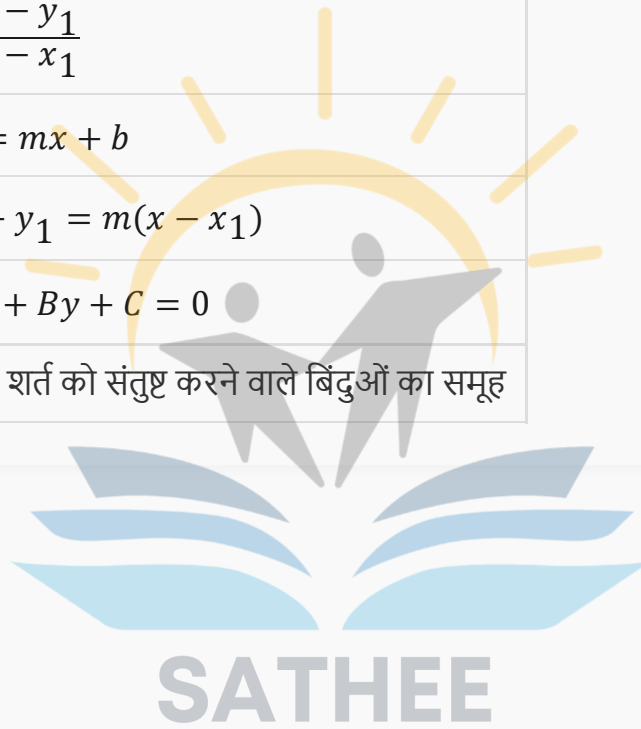 − y₁
− x₁
= mx + b
- y₁ = m(x − x₁)
+ By + C = 0
शर्त को संतुष्ट करने वाले बिंदुओं का समूह
SATHEE